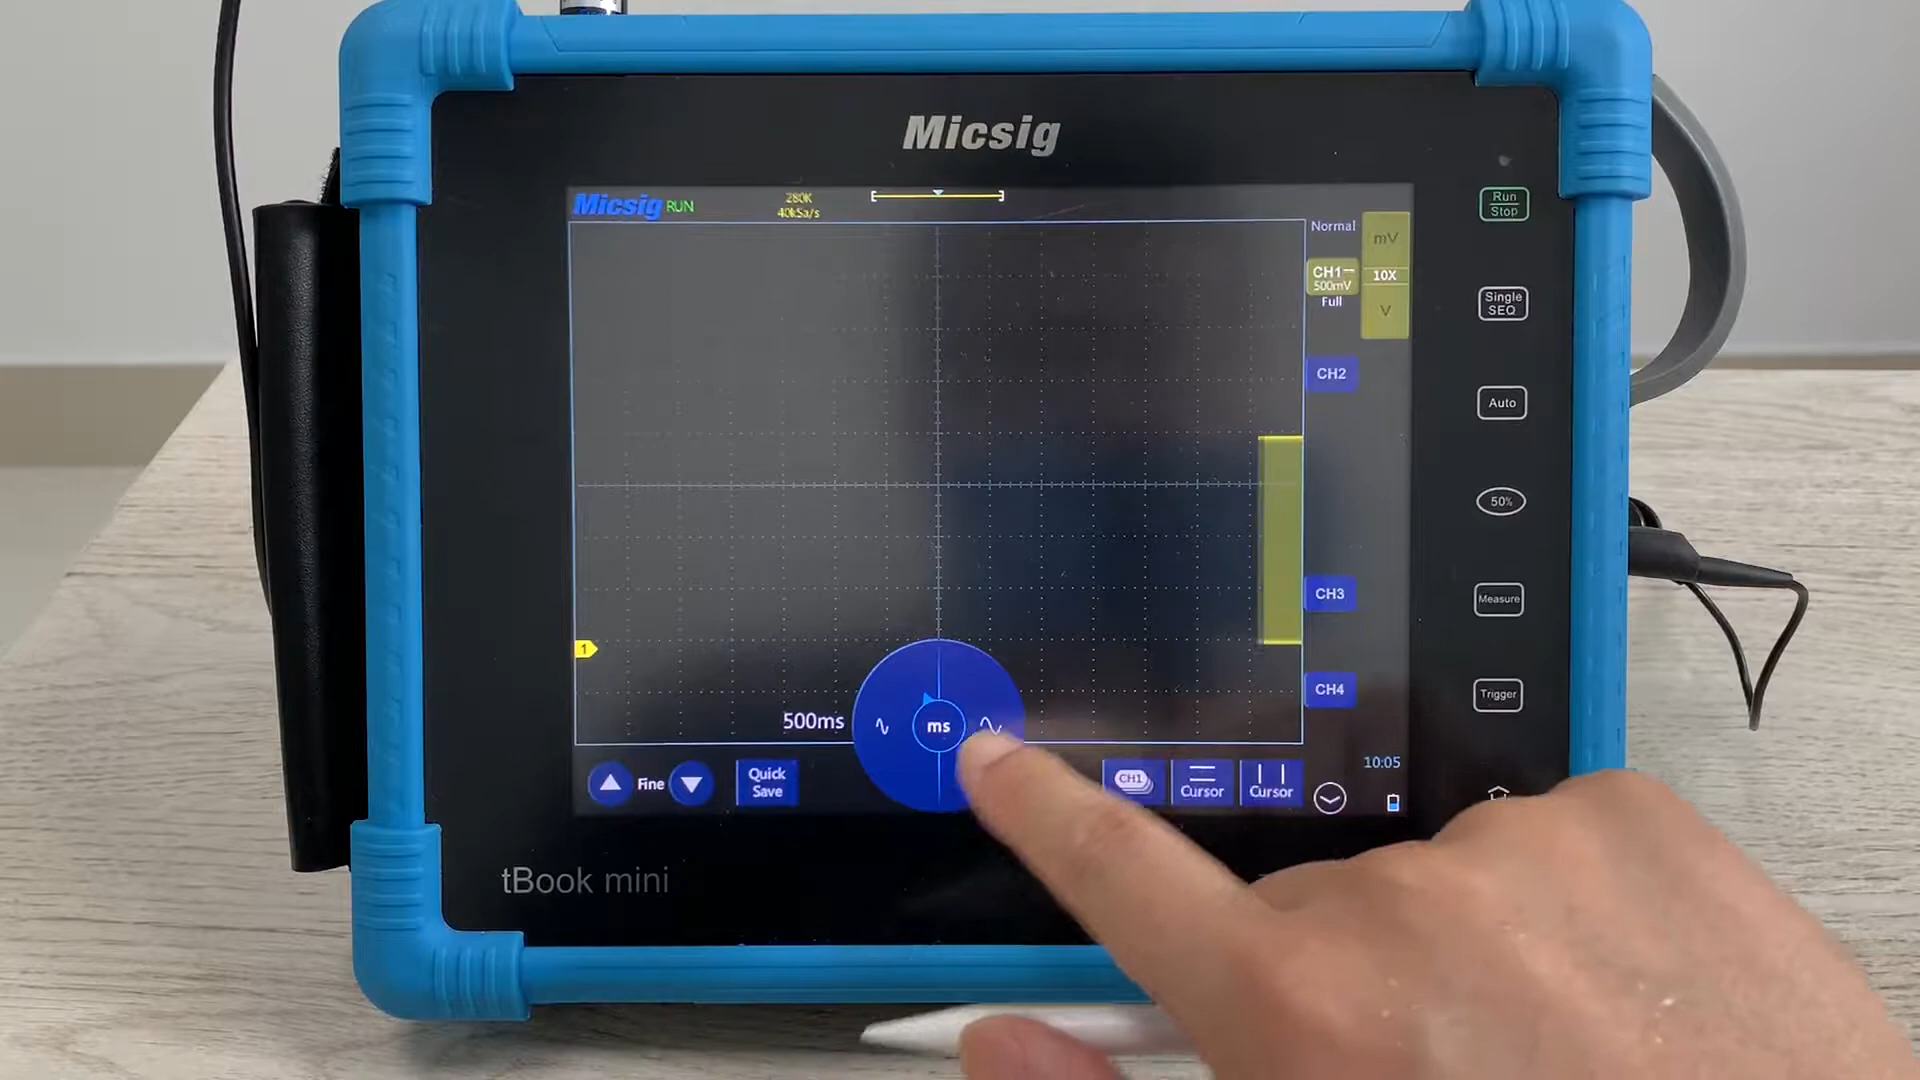 Micsig
Micsig RUN
280K
40kSa/s
Normal
mV
CH1
500mV
10X
Full
V
CH2
CH3
CH4
1
500ms
ms
Fine
Quick
Save
CH1
Cursor
Cursor
10:05
Run
Stop
Single
SEQ
Auto
50%
Measure
Trigger
tBook mini